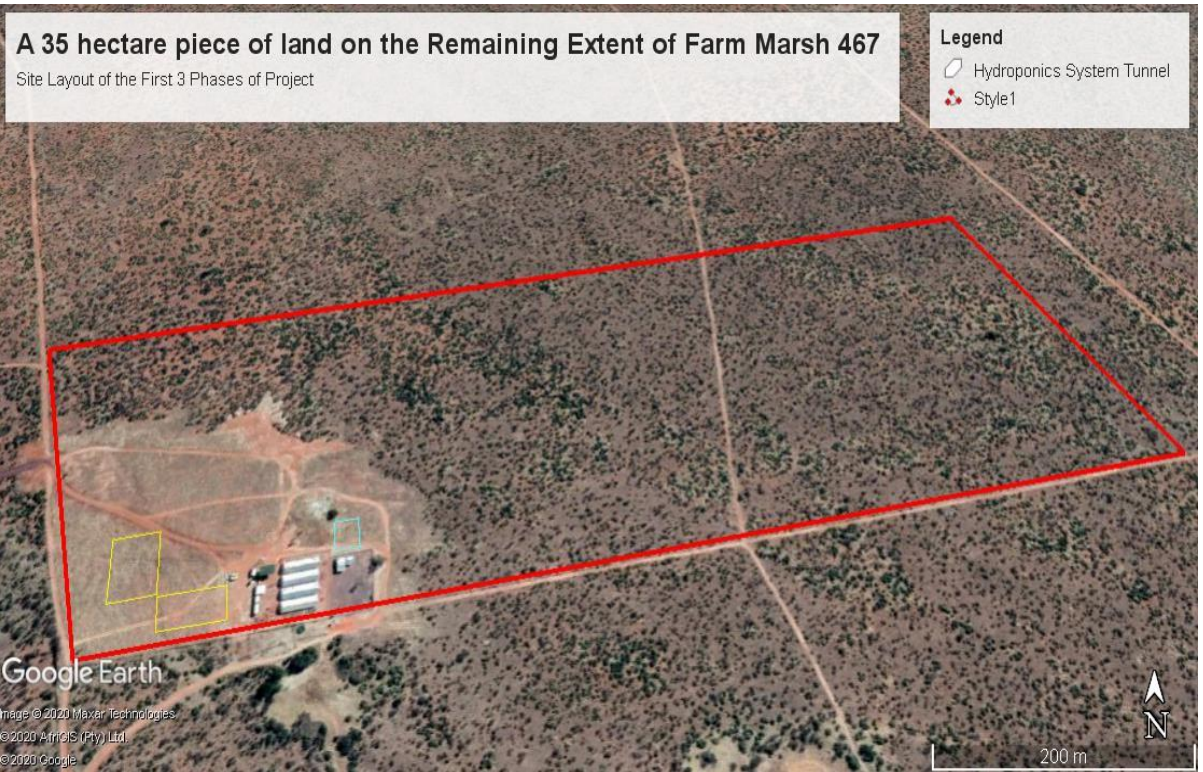 A 35 hectare piece of land on the Remaining Extent of Farm Marsh 467
Site Layout of the First 3 Phases of Project
Legend
Hydroponics System Tunnel
Style1
Google Earth
mage © 2020 Maxar Technologies
© 2020 AfriGIS (Pty) Ltd.
© 2020 Google
N
200 m